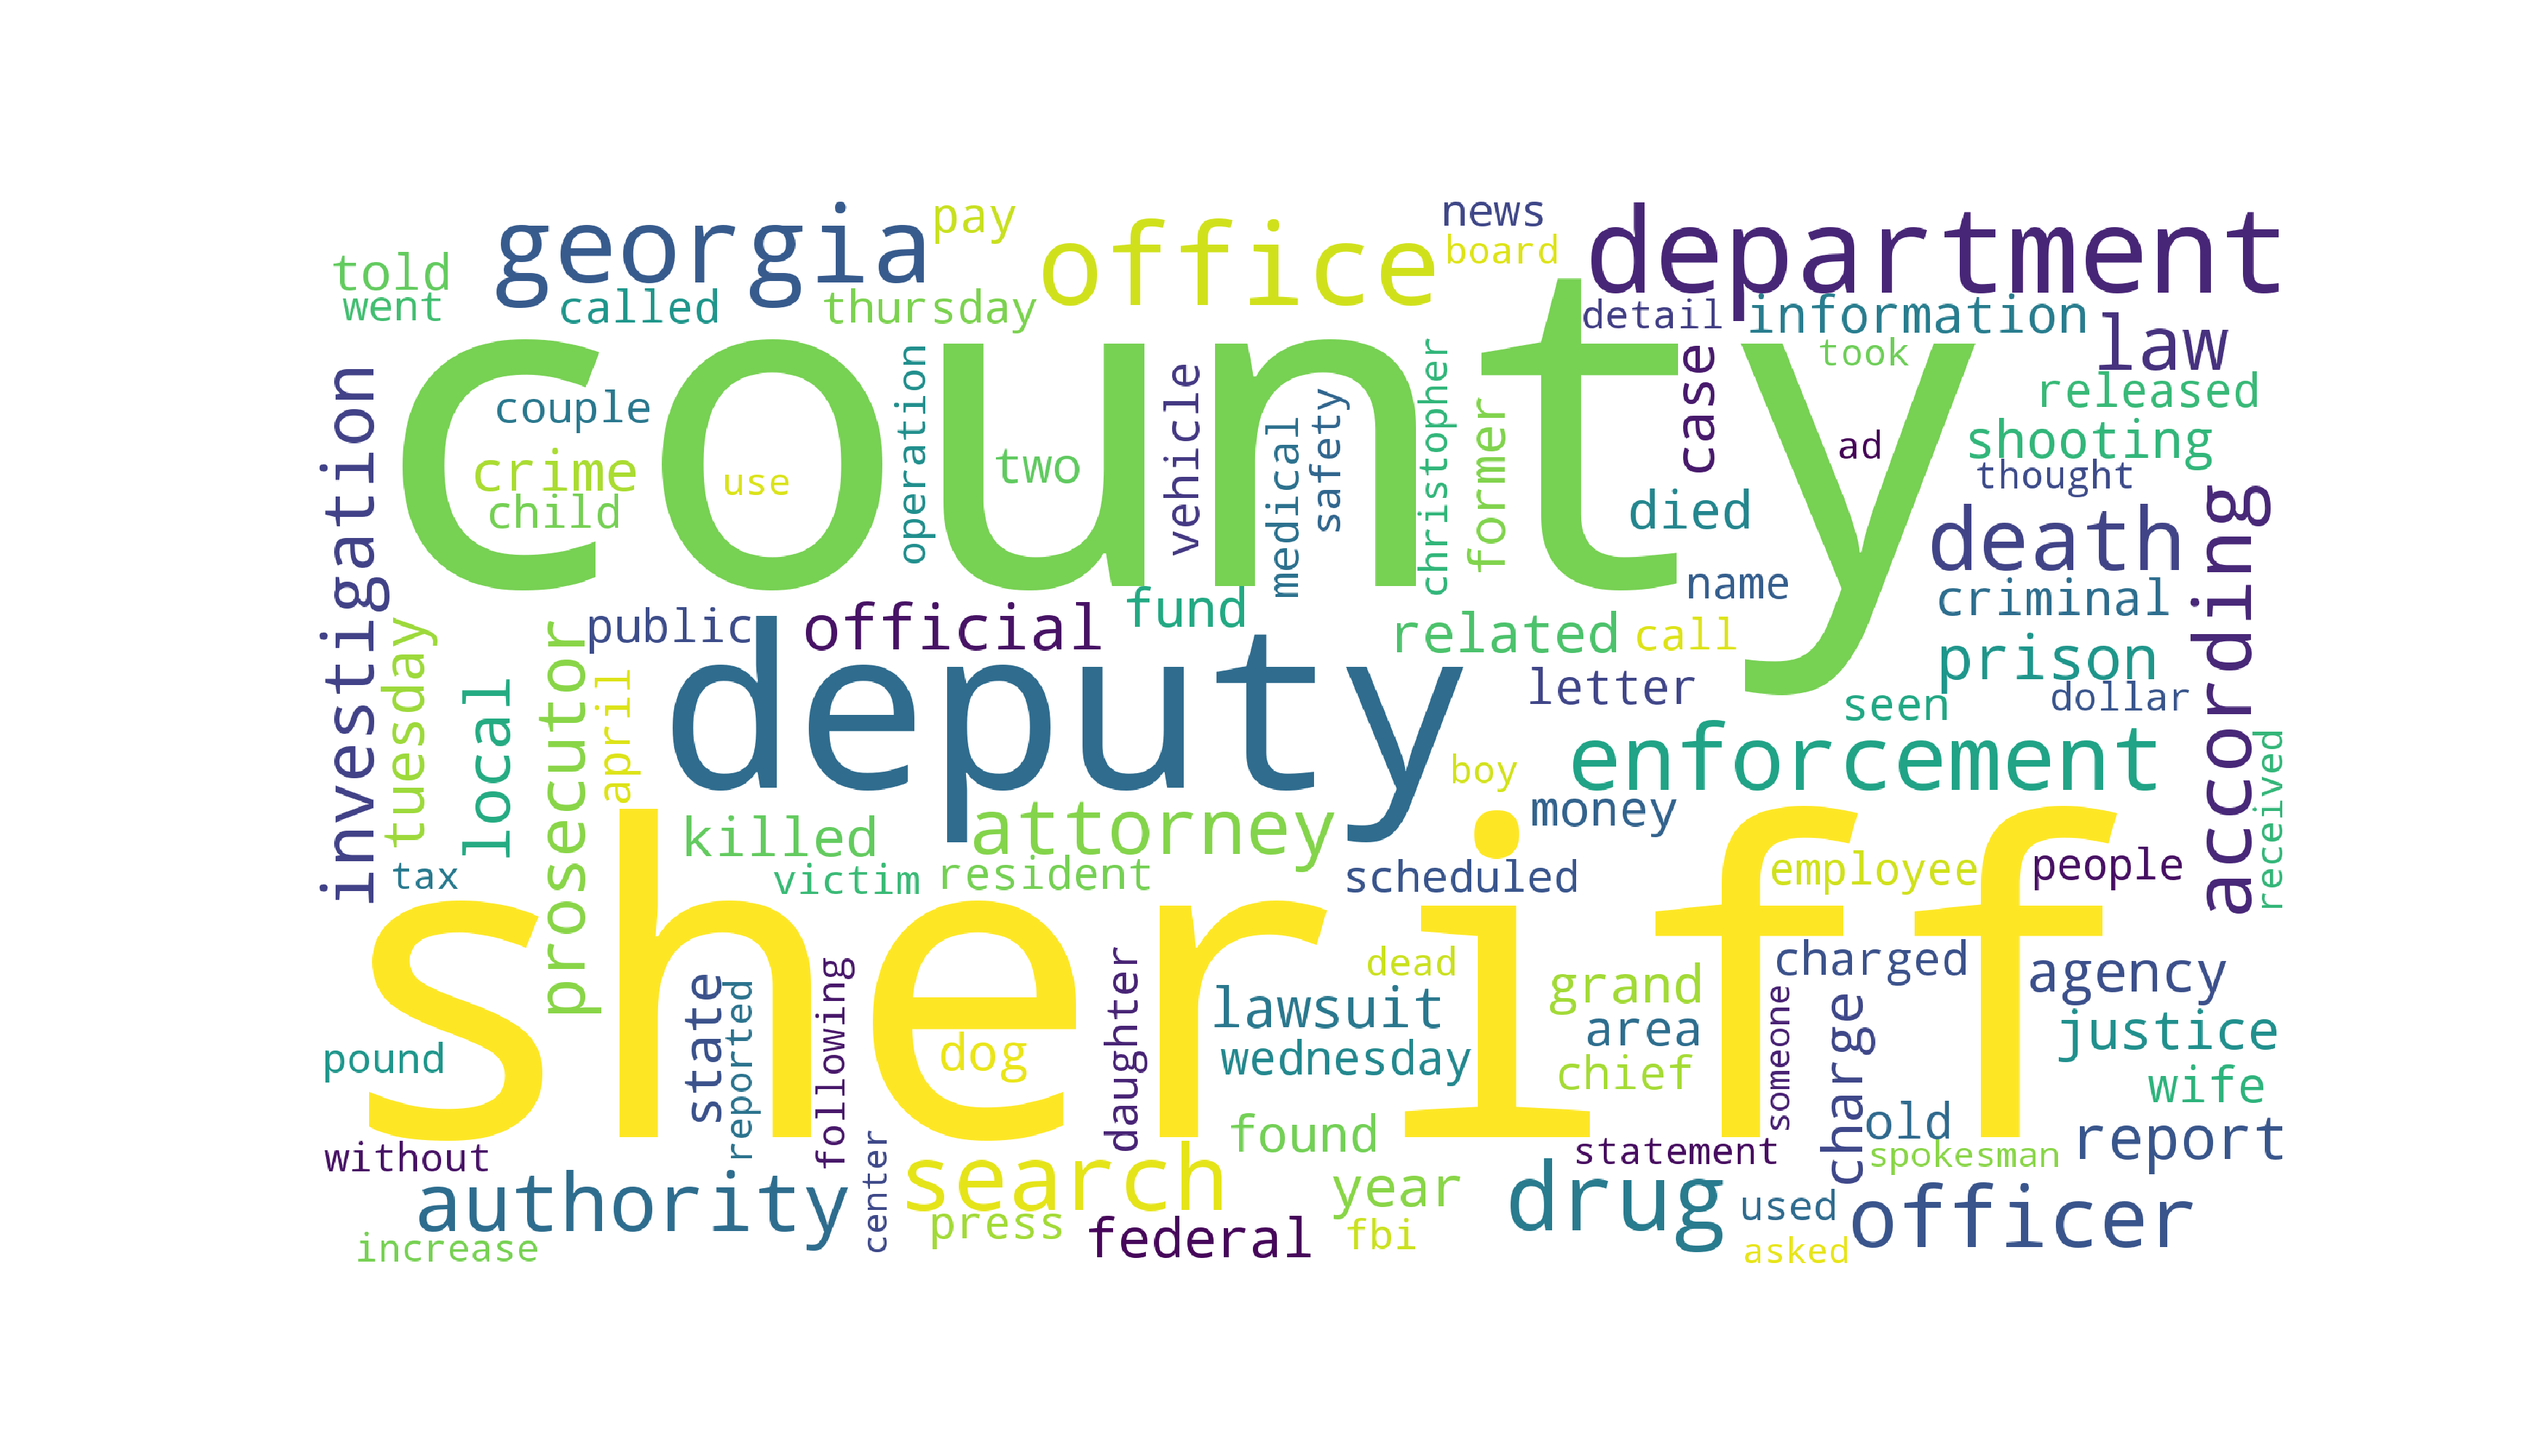 georgia
pay
office
news
board
department
told
went
called
thursday
detail
information
law
county
took
released
couple
crime
child
use
operation
two
vehicle
medical
safety
christopher
former
case
ad
shooting
thought
died
death
according
investigation
name
criminal
public
official
fund
related
call
prison
tuesday
local
prosecutor
april
deputy
letter
seen
dollar
enforcement
boy
received
killed
attorney
money
tax
victim
resident
scheduled
employee
people
sheriff
state
reported
following
dog
daughter
dead
lawsuit
wednesday
grand
area
chief
someone
charged
charge
agency
justice
pound
wife
without
found
old
statement
spokesman
report
authority
center
search
year
drug
used
officer
increase
press
federal
fbi
asked